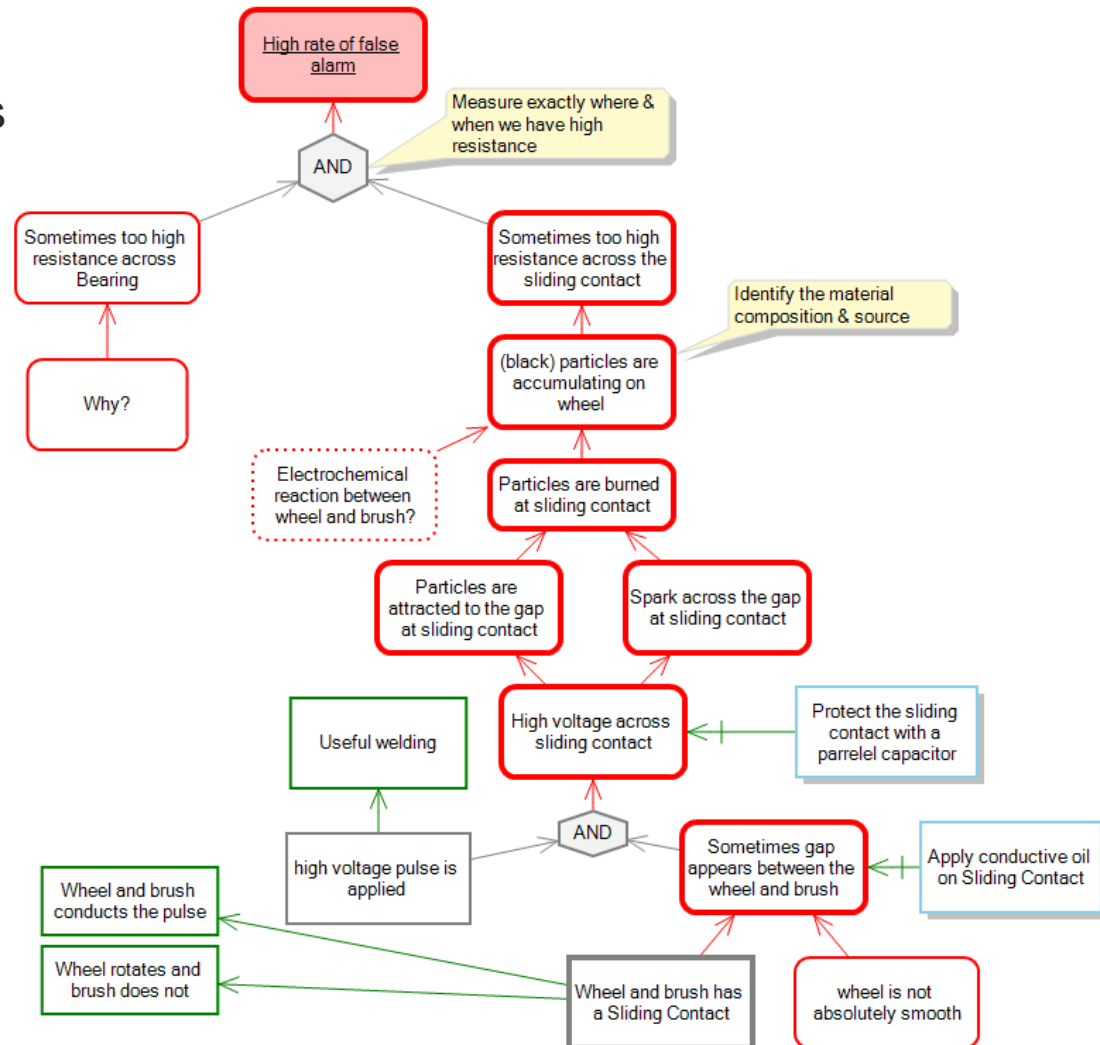 High rate of false
alarm
s
Measure exactly where &
when we have high
resistance
AND
Sometimes too high
resistance across
Bearing
Sometimes too high
resistance across the
sliding contact
Identify the material
composition & source
Why?
(black) particles are
accumulating on
wheel
Electrochemical
reaction between
wheel and brush?
Particles are burned
at sliding contact
Particles are
attracted to the gap
at sliding contact
Spark across the gap
at sliding contact
Useful welding
High voltage across
sliding contact
Protect the sliding
contact with a
parrelel capacitor
AND
high voltage pulse is
applied
Sometimes gap
appears between the
wheel and brush
Apply conductive oil
on Sliding Contact
Wheel and brush
conducts the pulse
Wheel rotates and
brush does not
Wheel and brush has
a Sliding Contact
wheel is not
absolutely smooth